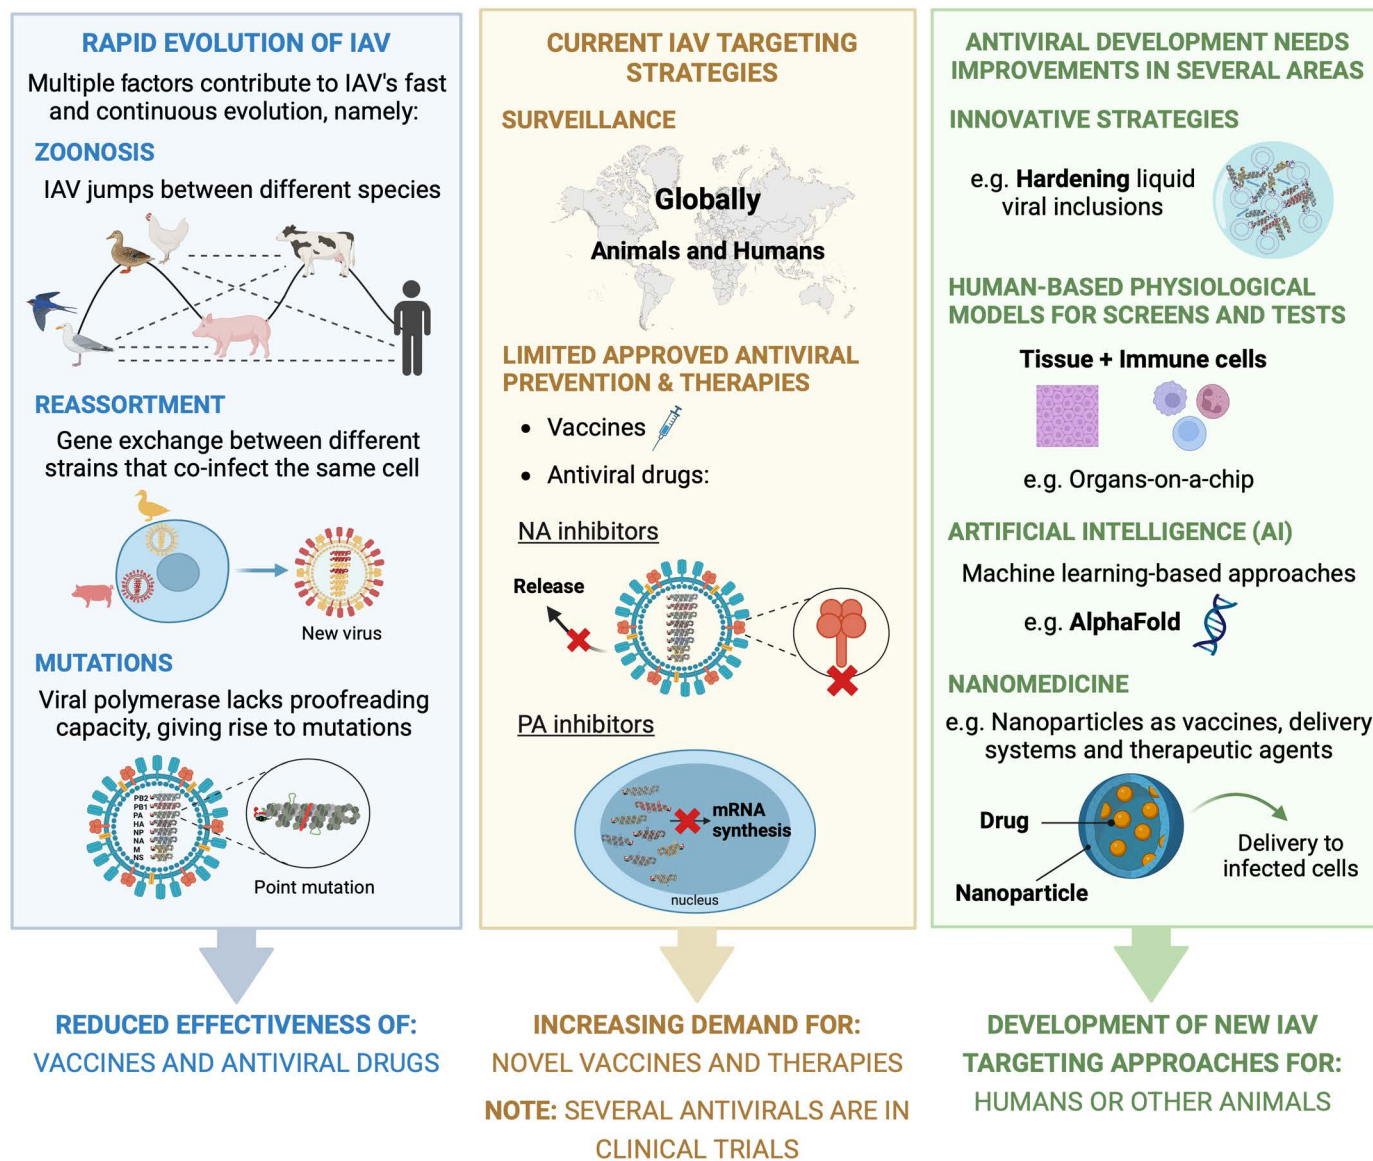 RAPID EVOLUTION OF IAV
Multiple factors contribute to IAV's fast
and continuous evolution, namely:
ZOONOSIS
IAV jumps between different species
REASSORTMENT
Gene exchange between different
strains that co-infect the same cell
New virus
MUTATIONS
Viral polymerase lacks proofreading
capacity, giving rise to mutations
PB2
PB1
PA
HA
NP
NA
M
NS
Point mutation
REDUCED EFFECTIVENESS OF:
VACCINES AND ANTIVIRAL DRUGS
CURRENT IAV TARGETING
STRATEGIES
SURVEILLANCE
Globally
Animals and Humans
LIMITED APPROVED ANTIVIRAL
PREVENTION & THERAPIES
• Vaccines
• Antiviral drugs:
NA inhibitors
Release
PA inhibitors
mRNA
synthesis
nucleus
INCREASING DEMAND FOR:
NOVEL VACCINES AND THERAPIES
NOTE: SEVERAL ANTIVIRALS ARE IN
CLINICAL TRIALS
ANTIVIRAL DEVELOPMENT NEEDS
IMPROVEMENTS IN SEVERAL AREAS
INNOVATIVE STRATEGIES
e.g. Hardening liquid
viral inclusions
HUMAN-BASED PHYSIOLOGICAL
MODELS FOR SCREENS AND TESTS
Tissue + Immune cells
e.g. Organs-on-a-chip
ARTIFICIAL INTELLIGENCE (AI)
Machine learning-based approaches
e.g. AlphaFold
NANOMEDICINE
e.g. Nanoparticles as vaccines, delivery
systems and therapeutic agents
Drug
Nanoparticle
Delivery to
infected cells
DEVELOPMENT OF NEW IAV
TARGETING APPROACHES FOR:
HUMANS OR OTHER ANIMALS